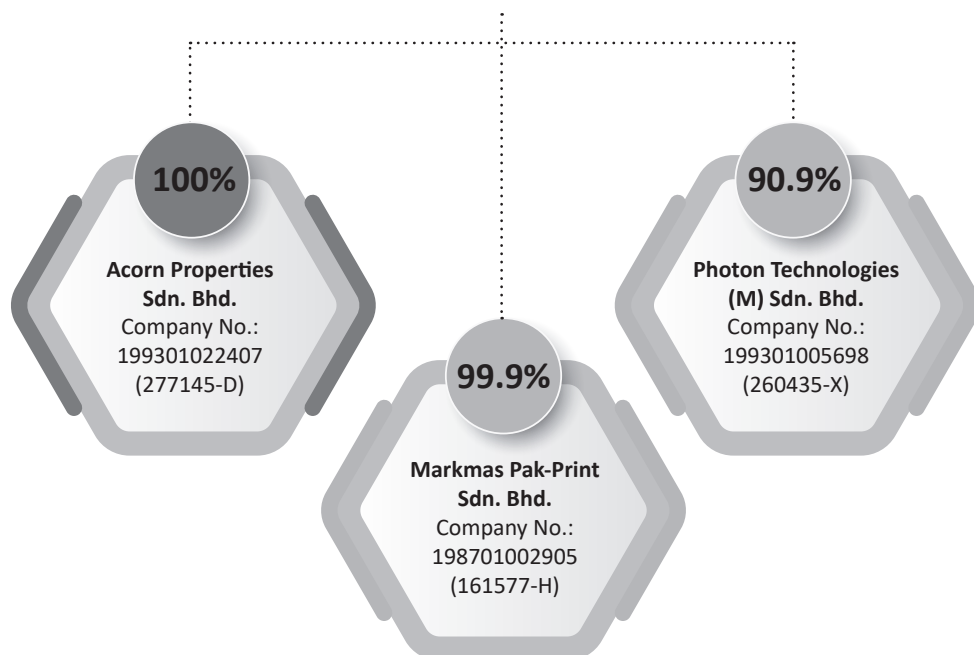 100%
Acorn Properties
Sdn. Bhd.
Company No.:
199301022407
(277145-D)
90.9%
Photon Technologies
(M) Sdn. Bhd.
Company No.:
199301005698
(260435-X)
99.9%
Markmas Pak-Print
Sdn. Bhd.
Company No.:
198701002905
(161577-H)